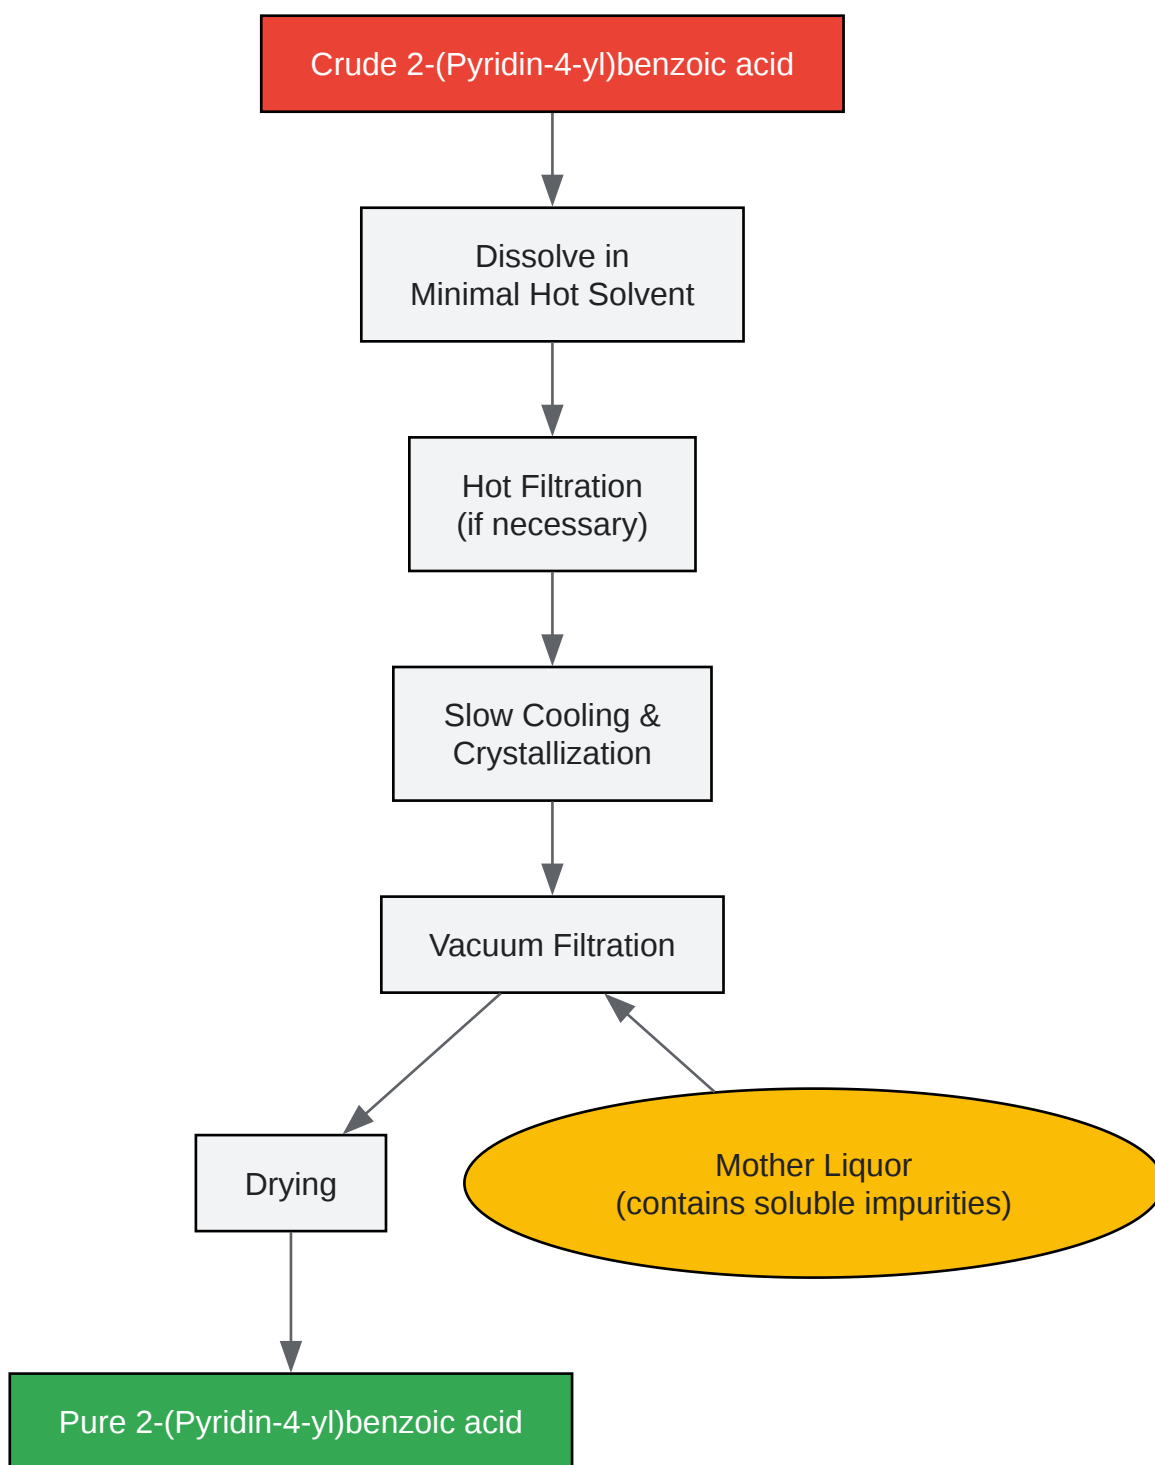 Crude 2-(Pyridin-4-yl)benzoic acid
Dissolve in
Minimal Hot Solvent
Hot Filtration
(if necessary)
Slow Cooling &
Crystallization
Vacuum Filtration
Drying
Mother Liquor
(contains soluble impurities)
Pure 2-(Pyridin-4-yl)benzoic acid